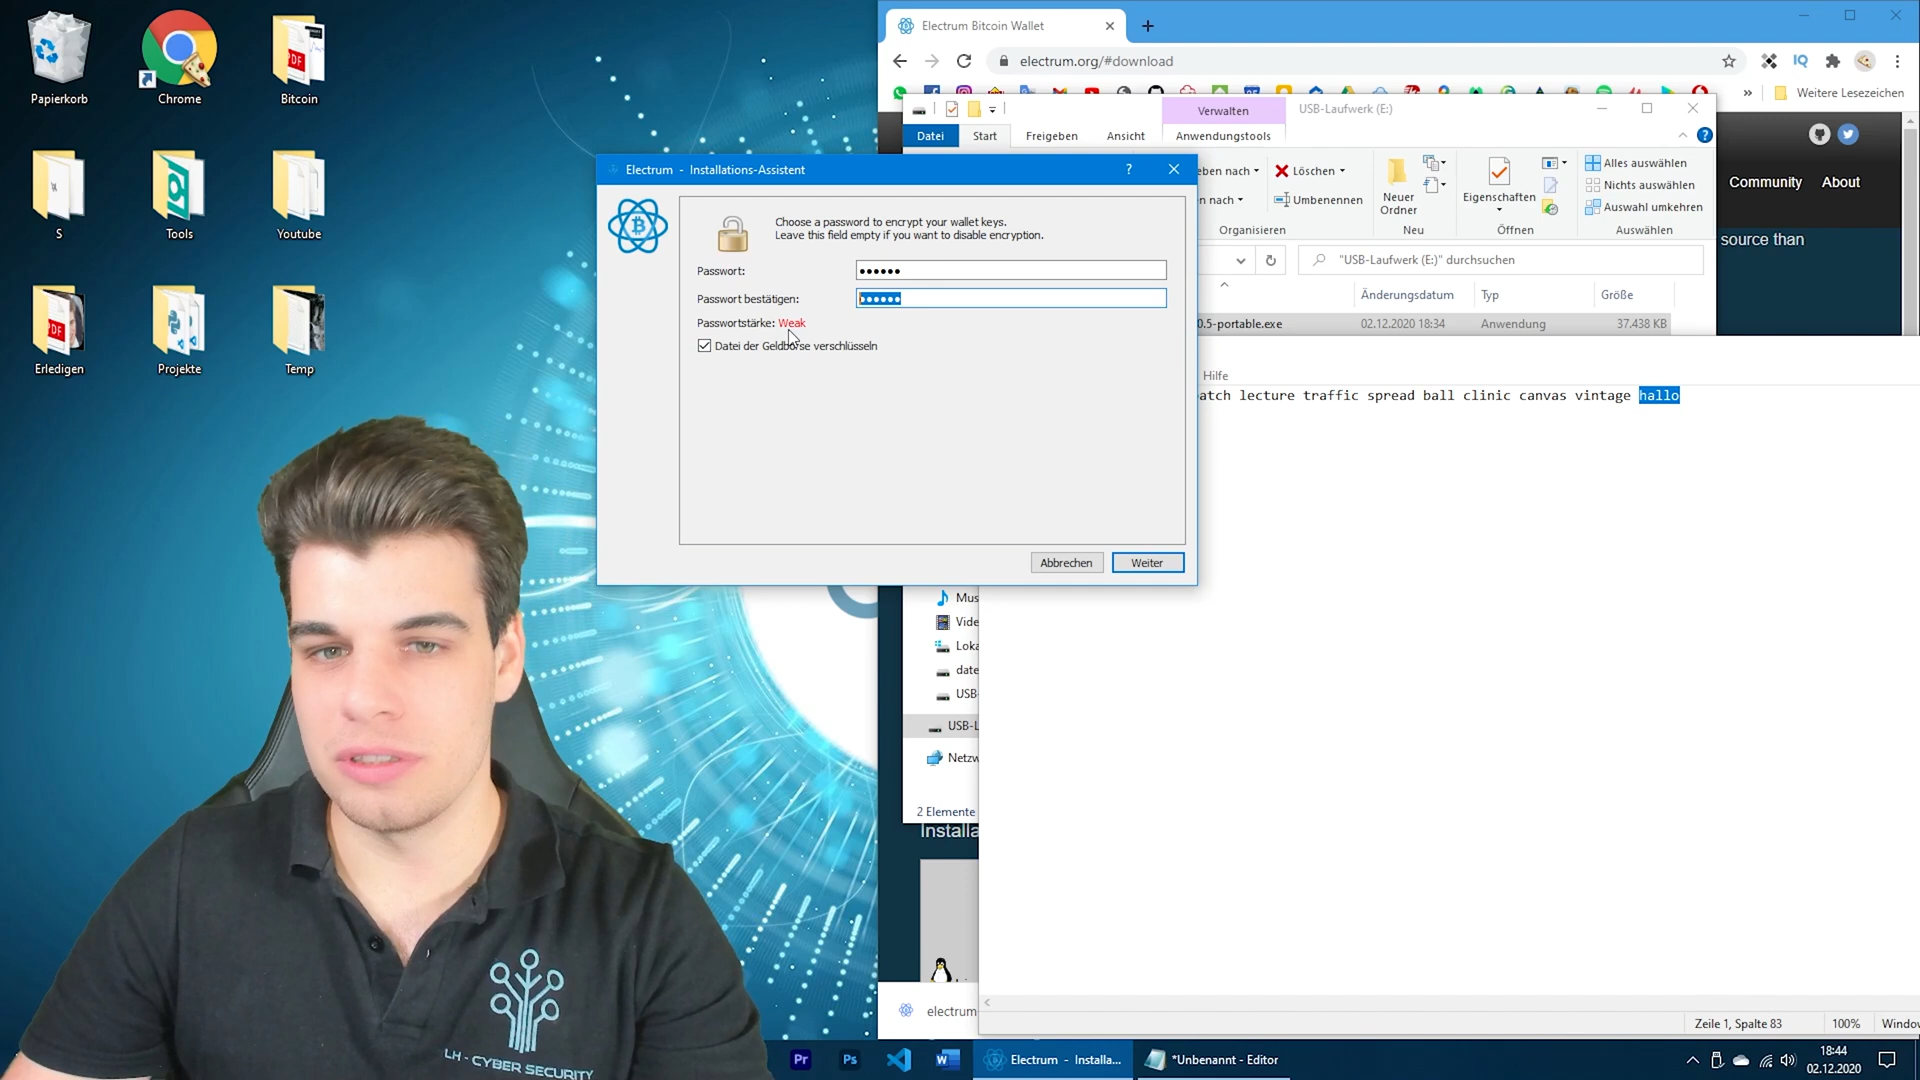 Papierkorb
Chrome
Bitcoin
S
Tools
Youtube
Erledigen
Projekte
Temp
Electrum Bitcoin Wallet
electrum.org/#download
Weitere Lesezeichen
Verwalten
USB-Laufwerk (E:)
Datei
Start
Freigeben
Ansicht
Anwendungstools
Löschen
Umbenennen
Organisieren
Neuer
Ordner
Neu
Eigenschaften
Öffnen
Alles auswählen
Nichts auswählen
Auswahl umkehren
Auswählen
Community
About
source than
"USB-Laufwerk (E:)" durchsuchen
Änderungsdatum
Typ
Größe
0.5-portable.exe
02.12.2020 18:34
Anwendung
37.438 KB
Electrum - Installations-Assistent
Choose a password to encrypt your wallet keys.
Leave this field empty if you want to disable encryption.
Passwort:
Passwort bestätigen:
Passwortstärke: Weak
Datei der Geldbörse verschlüsseln
Abbrechen
Weiter
Hilfe
atch lecture traffic spread ball clinic canvas vintage hallo
Mus
Vide
Loka
date
USB-
USB-L
Netzw
2 Elemente
Installa
electrum
Zeile 1, Spalte 83
100%
Window
LH - CYBER SECURITY
Pr
Ps
Electrum - Installa...
*Unbenannt - Editor
18:44
02.12.2020